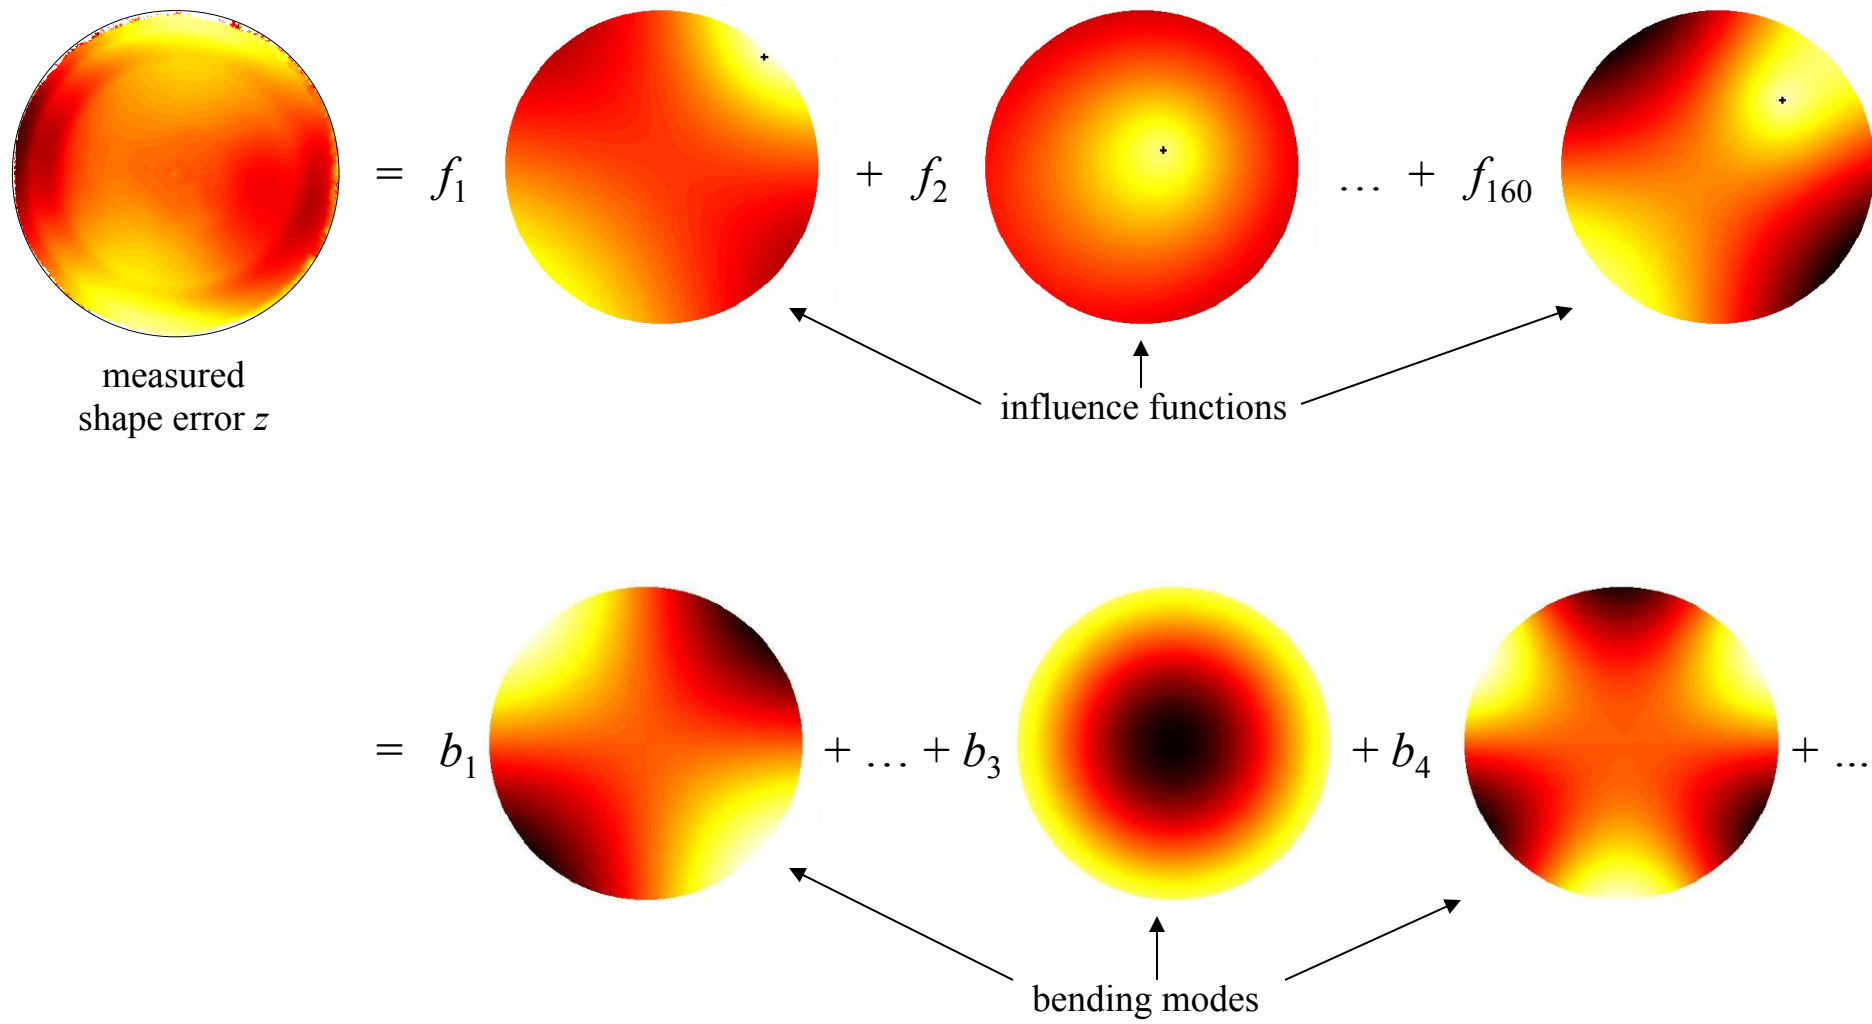 = f₁ + f₂ … + f₁₆₀
measured
shape error z
influence functions
= b₁ + … + b₃ + b₄ + ...
bending modes